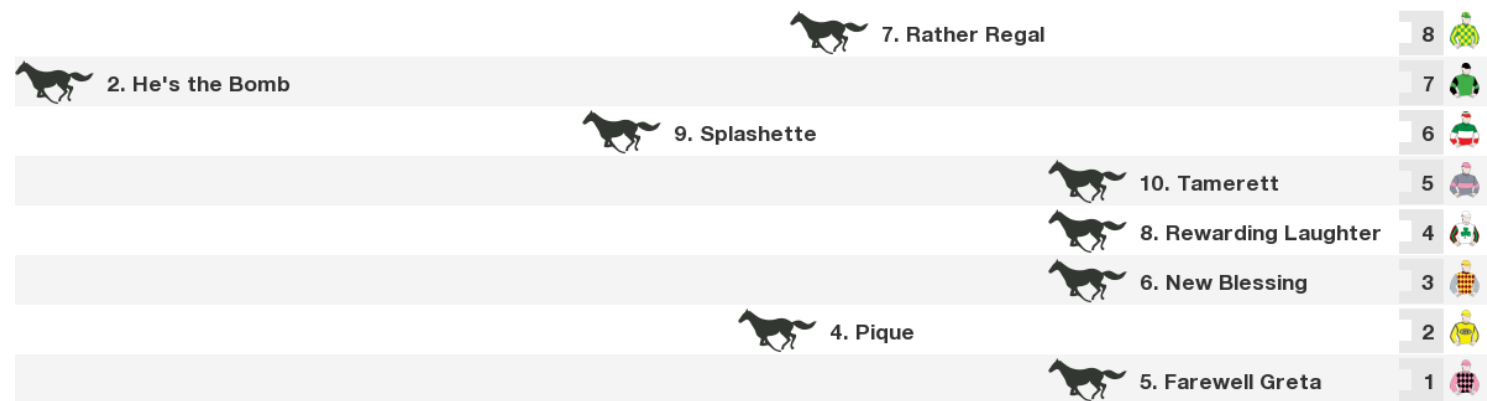 7. Rather Regal 8
2. He's the Bomb 7
9. Splashette 6
10. Tamerett 5
8. Rewarding Laughter 4
6. New Blessing 3
4. Pique 2
5. Farewell Greta 1